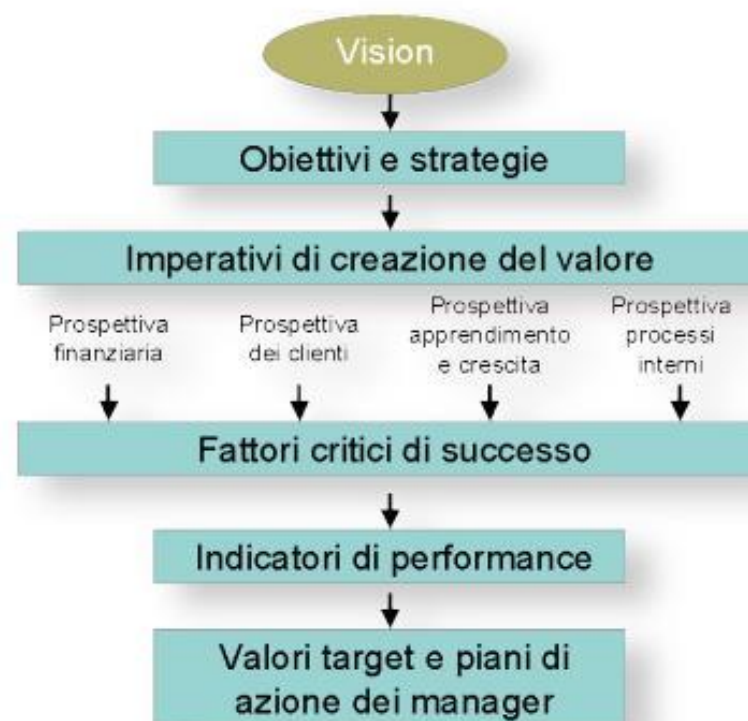 Vision
Obiettivi e strategie
Imperativi di creazione del valore
Prospettiva
finanziaria
Prospettiva
dei clienti
Prospettiva
apprendimento
e crescita
Prospettiva
processi
interni
Fattori critici di successo
Indicatori di performance
Valori target e piani di
azione dei manager